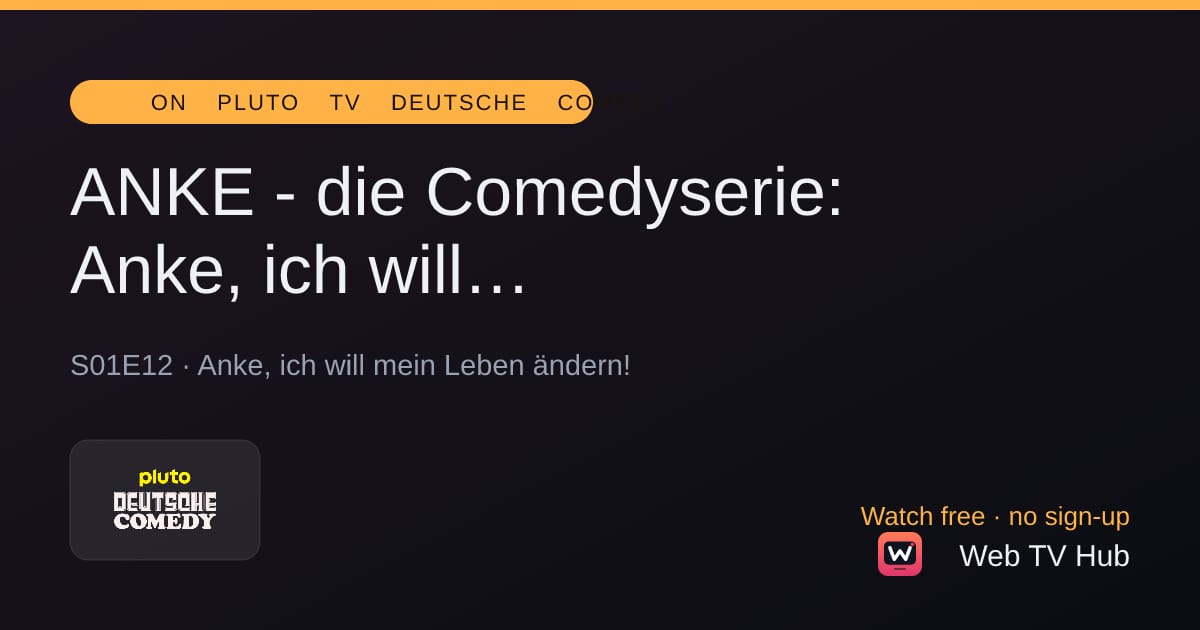 ON PLUTO TV DEUTSCHE CO
ANKE - die Comedyserie:
Anke, ich will…
S01E12 · Anke, ich will mein Leben ändern!
pluto
DEUTSCHE
COMEDY
Watch free · no sign-up
W
Web TV Hub